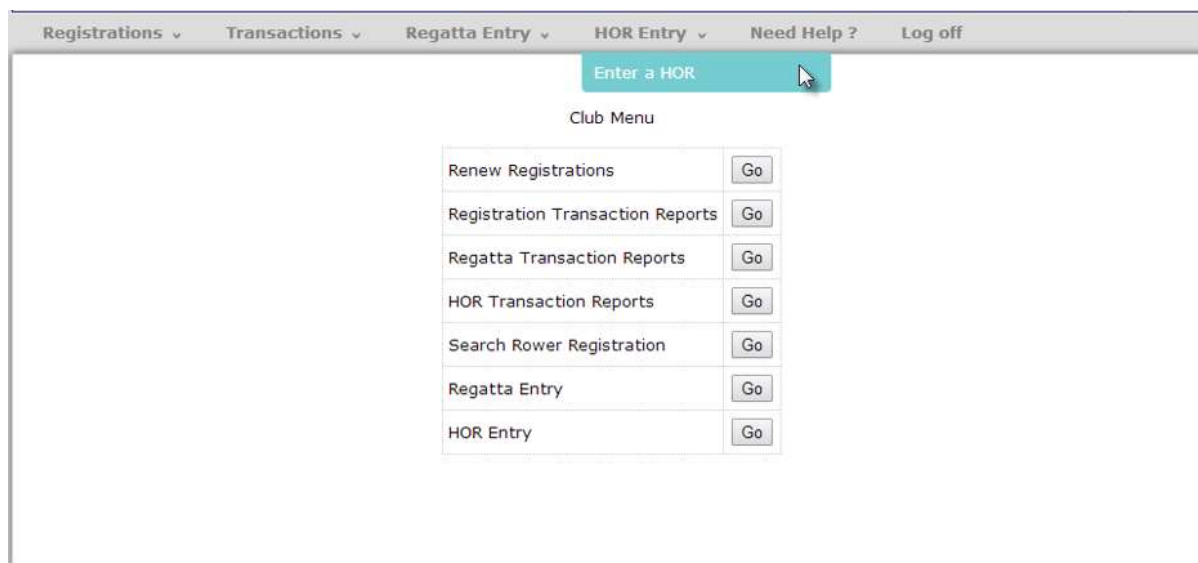 Registrations Transactions Regatta Entry HOR Entry Need Help ? Log off
Enter a HOR
Club Menu
Renew Registrations Go
Registration Transaction Reports Go
Regatta Transaction Reports Go
HOR Transaction Reports Go
Search Rower Registration Go
Regatta Entry Go
HOR Entry Go